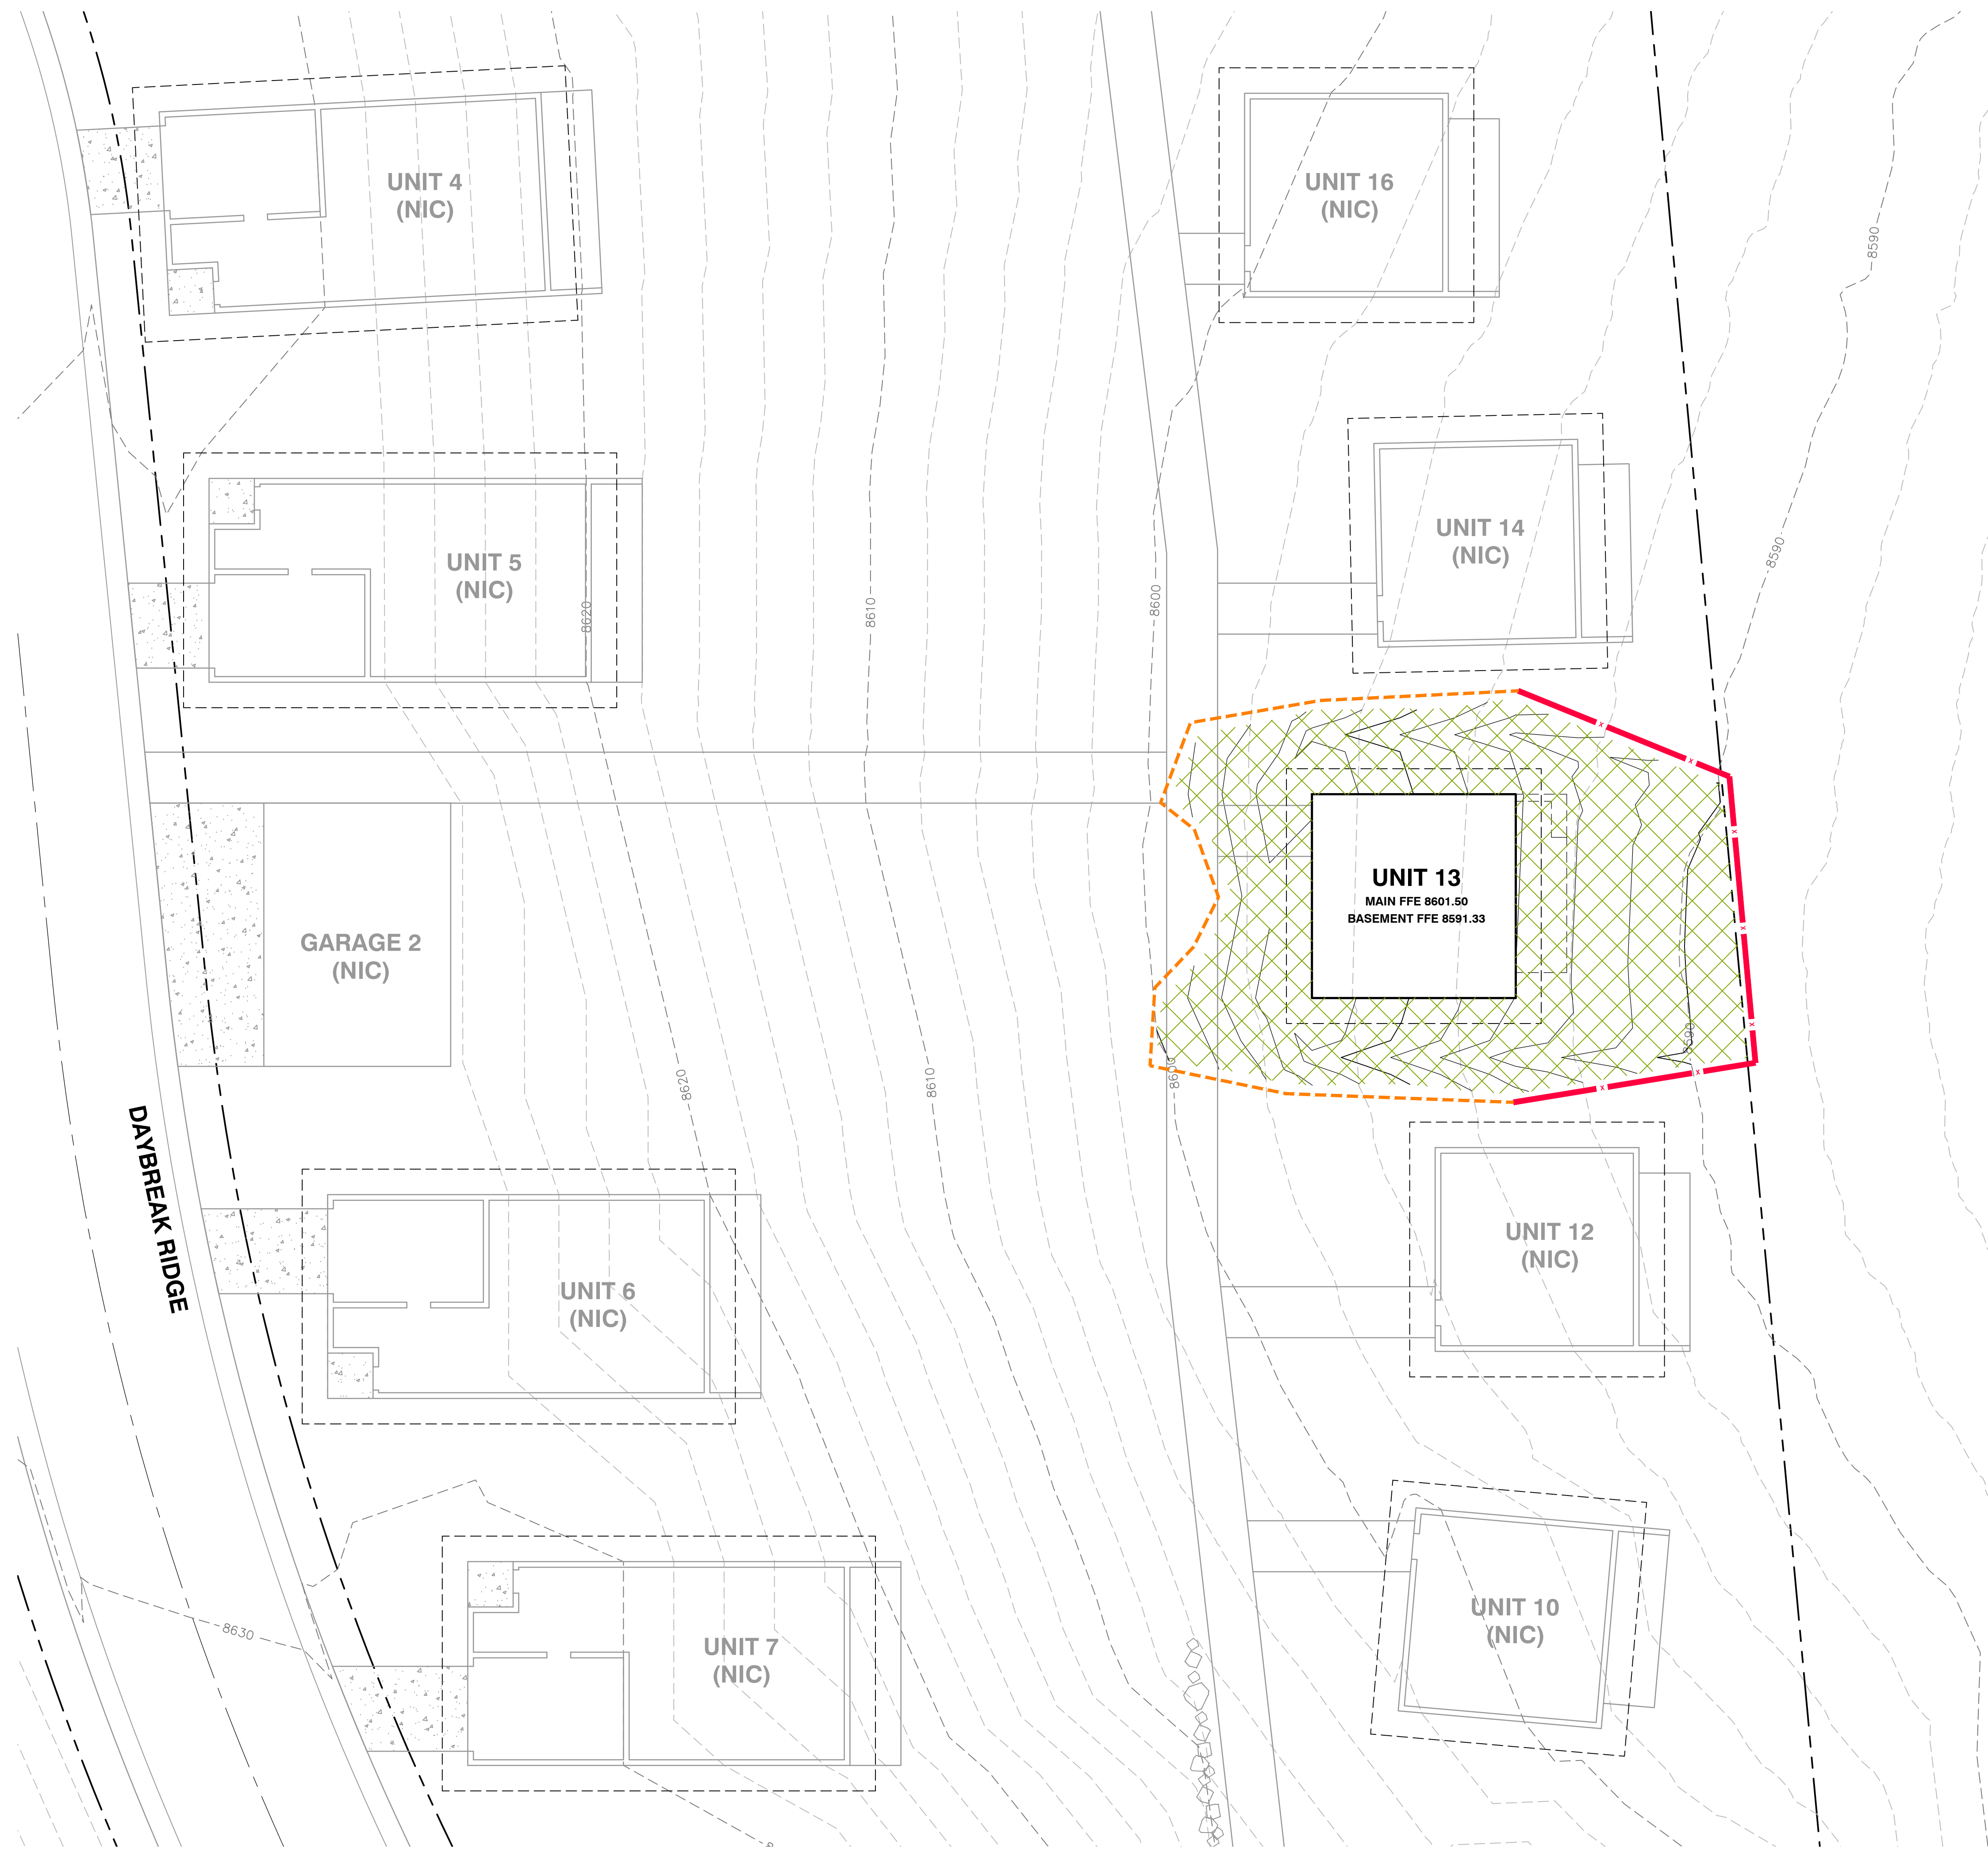 UNIT 4
(NIC)
UNIT 16
(NIC)
8590
UNIT 14
(NIC)
8590
UNIT 5
(NIC)
8620
8610
8600
UNIT 13
MAIN FFE 8601.50
BASEMENT FFE 8591.33
GARAGE 2
(NIC)
8590
8600
8620
8610
DAYBREAK RIDGE
UNIT 12
(NIC)
UNIT 6
(NIC)
UNIT 10
(NIC)
8630
UNIT 7
(NIC)
x
x
x
x
x
x
x